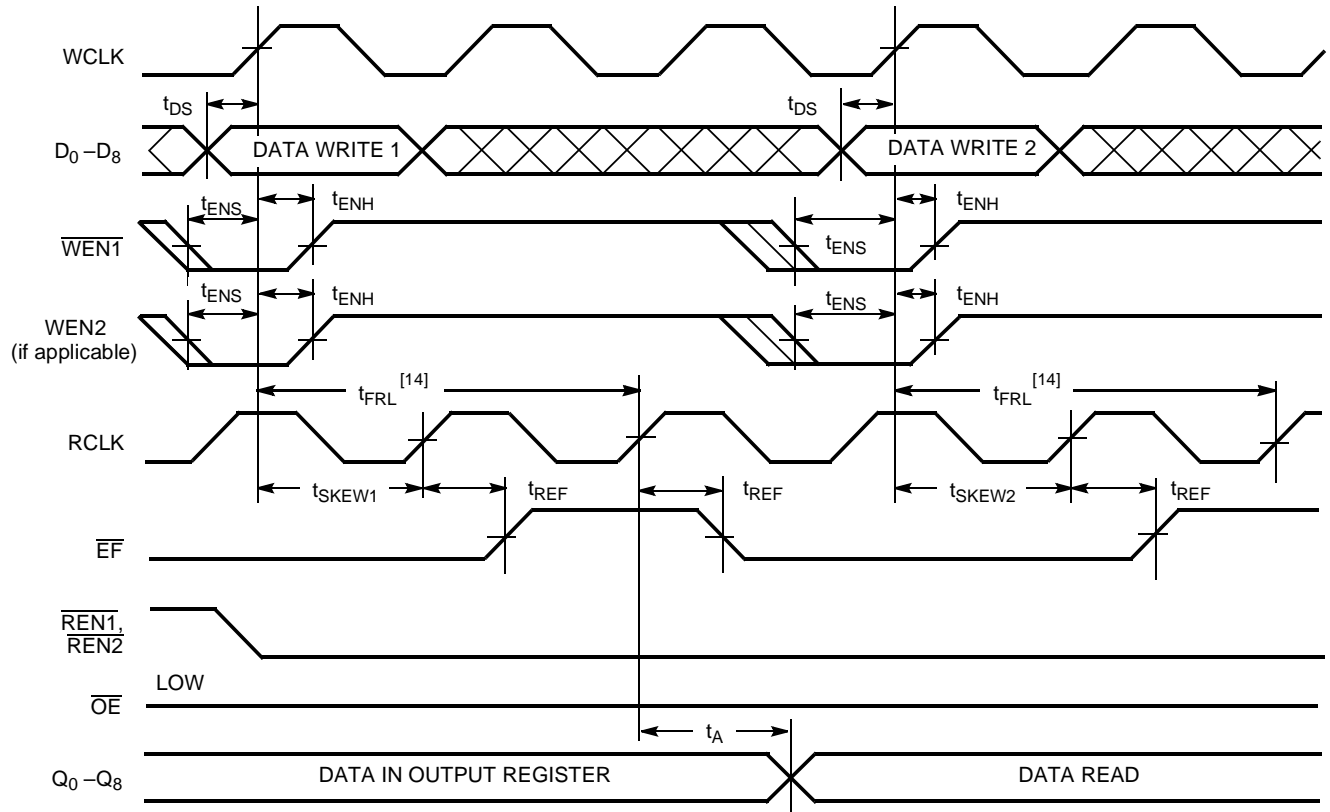 WCLK
tDS tDS
D0 –D8 DATA WRITE 1 DATA WRITE 2
tENS tENH tENH
WEN1 tENS
tENS tENH tENS tENH
WEN2
(if applicable)
tFRL [14] tFRL [14]
RCLK
tSKEW1 tREF tREF tSKEW2 tREF
EF
REN1,
REN2
LOW
OE
tA
Q0 –Q8 DATA IN OUTPUT REGISTER DATA READ